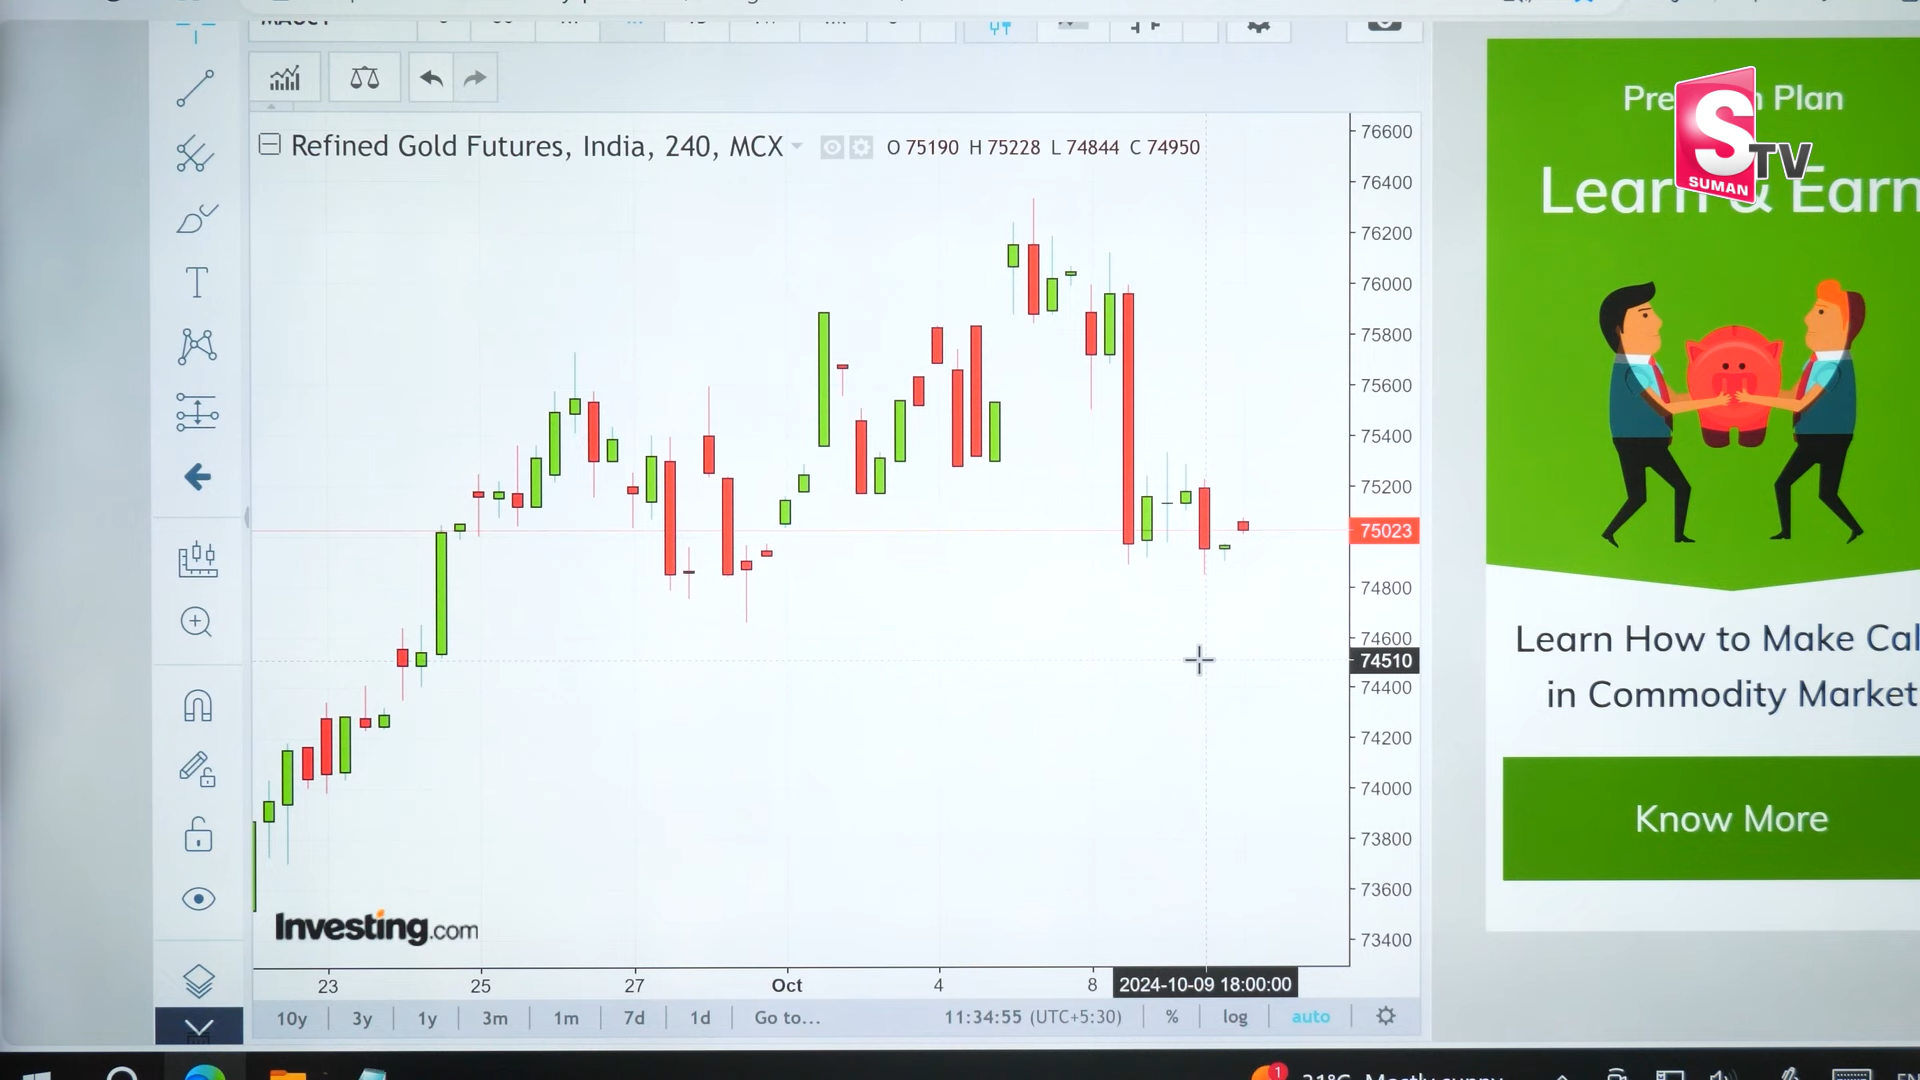 Refined Gold Futures, India, 240, MCX
O 75190 H 75228 L 74844 C 74950
76600
76400
76200
76000
75800
75600
75400
75200
75023
74800
74600
74510
74400
74200
74000
73800
73600
73400
Investing.com
23 25 27 Oct 4 8 2024-10-09 18:00:00
10y 3y 1y 3m 1m 7d 1d Go to... 11:34:55 (UTC+5:30) % log auto
Plan
Learn & Earn
S
TV
SUMAN
Learn How to Make Cal
in Commodity Market
Know More
1